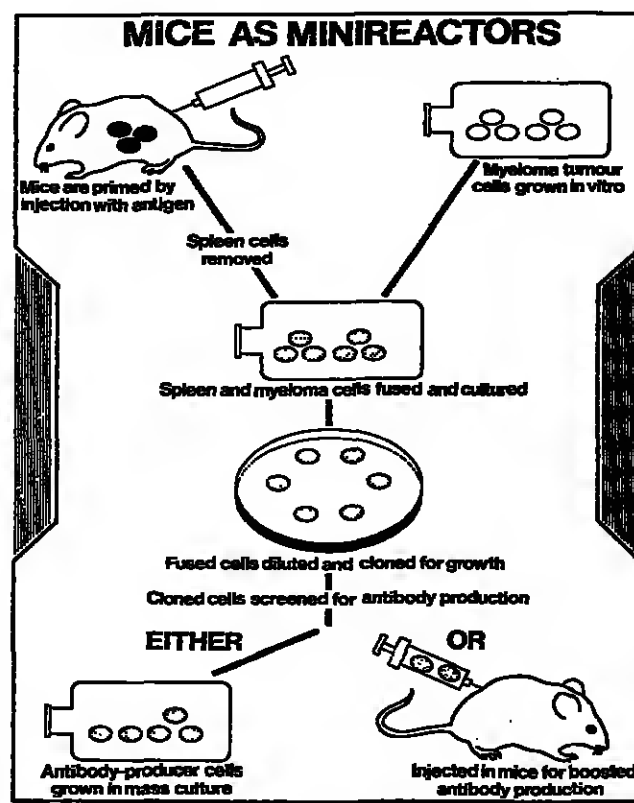 MICE AS MINIREACTORS
Mice are primed by
injection with antigen
Myeloma tumour
cells grown in vitro
Spleen cells
removed
Spleen and myeloma cells fused and cultured
Fused cells diluted and cloned for growth
Cloned cells screened for antibody production
EITHER
OR
Antibody-producer cells
grown in mass culture
Injected in mice for boosted
antibody production